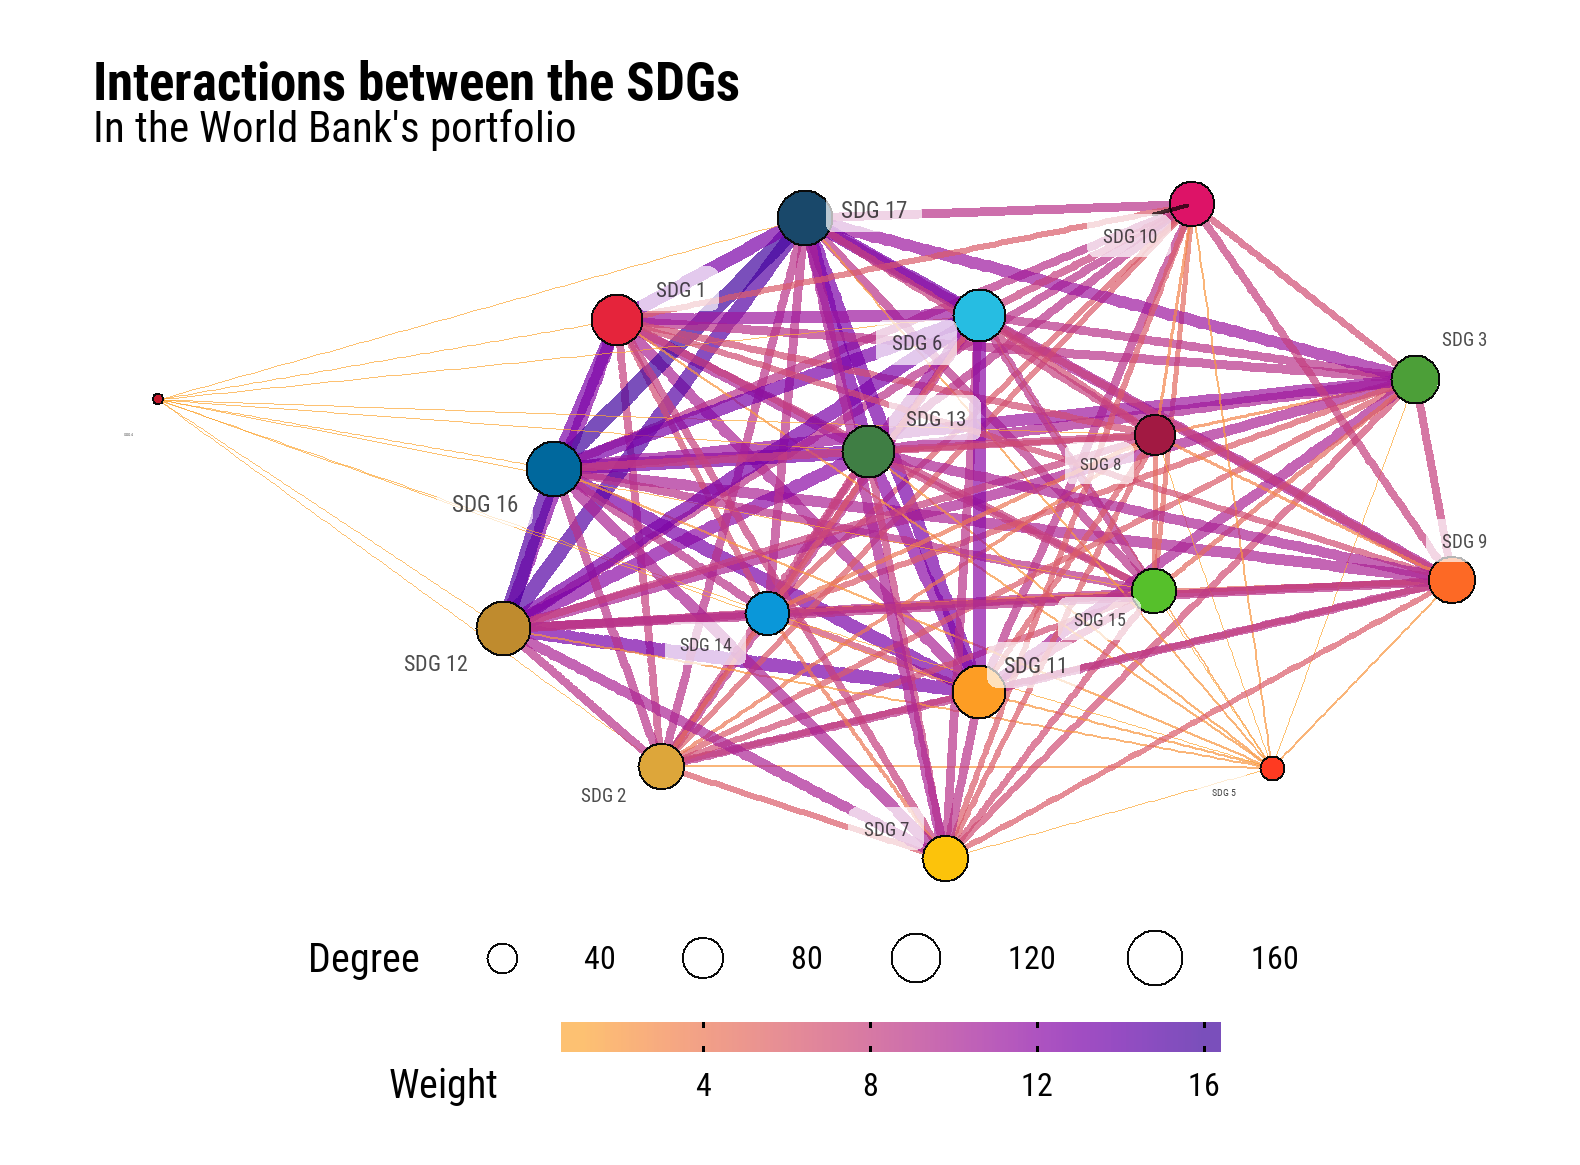 Interactions between the SDGs
In the World Bank's portfolio
SDG 17
SDG 10
SDG 1
SDG 6
SDG 3
SDG 13
SDG 8
SDG 16
SDG 9
SDG 15
SDG 14
SDG 12
SDG 11
SDG 2
SDG 5
SDG 7
Degree 40 80 120 160
Weight 4 8 12 16